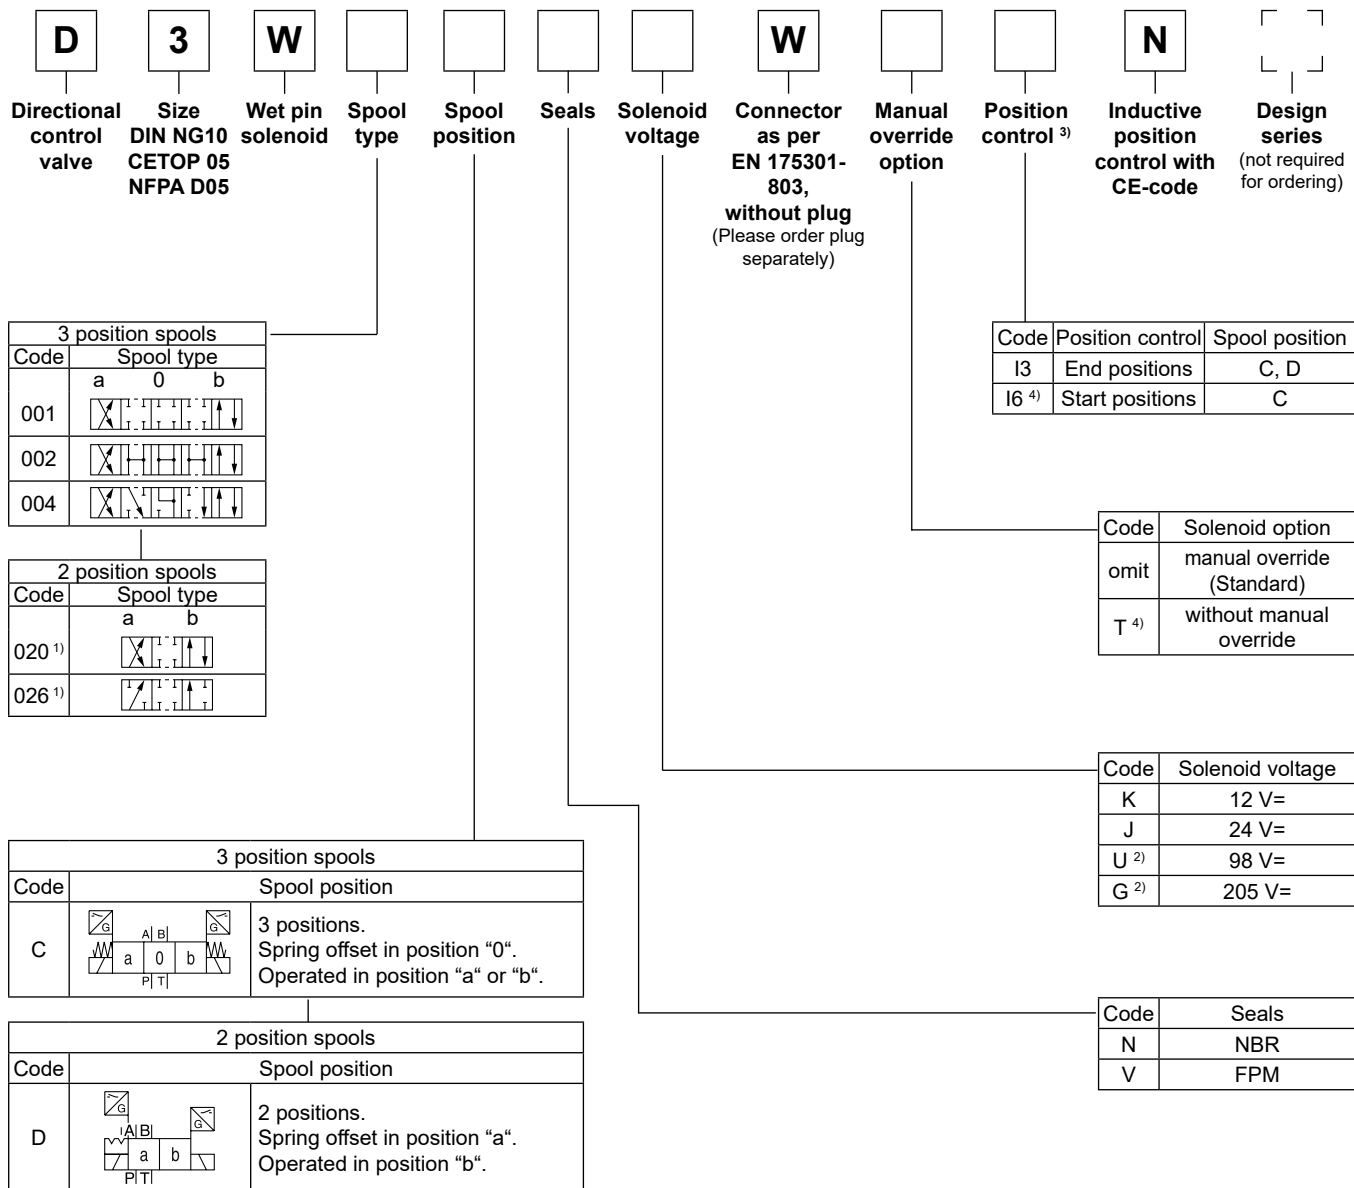 D 3 W W N
Directional control valve
Size DIN NG10 CETOP 05 NFPA D05
Wet pin solenoid
Spool type
Spool position
Seals
Solenoid voltage
Connector as per EN 175301-803, without plug
(Please order plug separately)
Manual override option
Position control 3)
Inductive position control with CE-code
Design series
(not required for ordering)
3 position spools
Code Spool type
a 0 b
001
002
004
2 position spools
Code Spool type
a b
020 1)
026 1)
Code Position control Spool position
I3 End positions C, D
I6 4) Start positions C
Code Solenoid option
omit manual override (Standard)
T 4) without manual override
Code Solenoid voltage
K 12 V=
J 24 V=
U 2) 98 V=
G 2) 205 V=
3 position spools
Code Spool position
C
G G
A B
a 0 b
P T
3 positions.
Spring offset in position “0“.
Operated in position “a“ or “b“.
2 position spools
Code Spool position
D
G G
A B
a b
P T
2 positions.
Spring offset in position “a“.
Operated in position “b“.
Code Seals
N NBR
V FPM